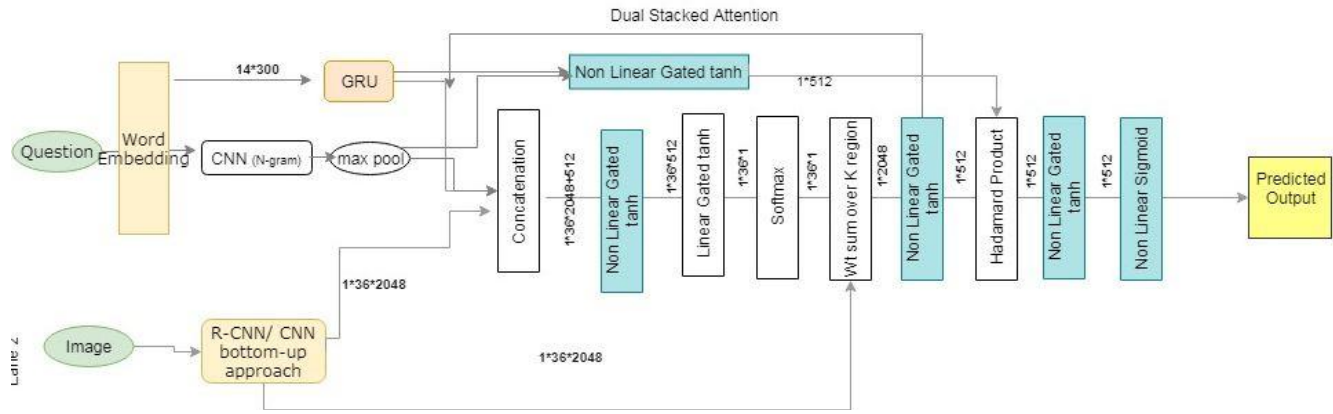 Dual Stacked Attention
14*300
GRU
Non Linear Gated tanh
1*512
Question
Word
Embedding
CNN (N-gram)
max pool
Concatenation
1*36*2048+512
Non Linear Gated
tanh
1*36*512
Linear Gated tanh
1*36*1
Softmax
1*36*1
Wt sum over K region
1*2048
Non Linear Gated
tanh
1*512
Hadamard Product
1*512
Non Linear Gated
tanh
1*512
Non Linear Sigmoid
Predicted
Output
1*36*2048
Image
R-CNN/ CNN
bottom-up
approach
1*36*2048